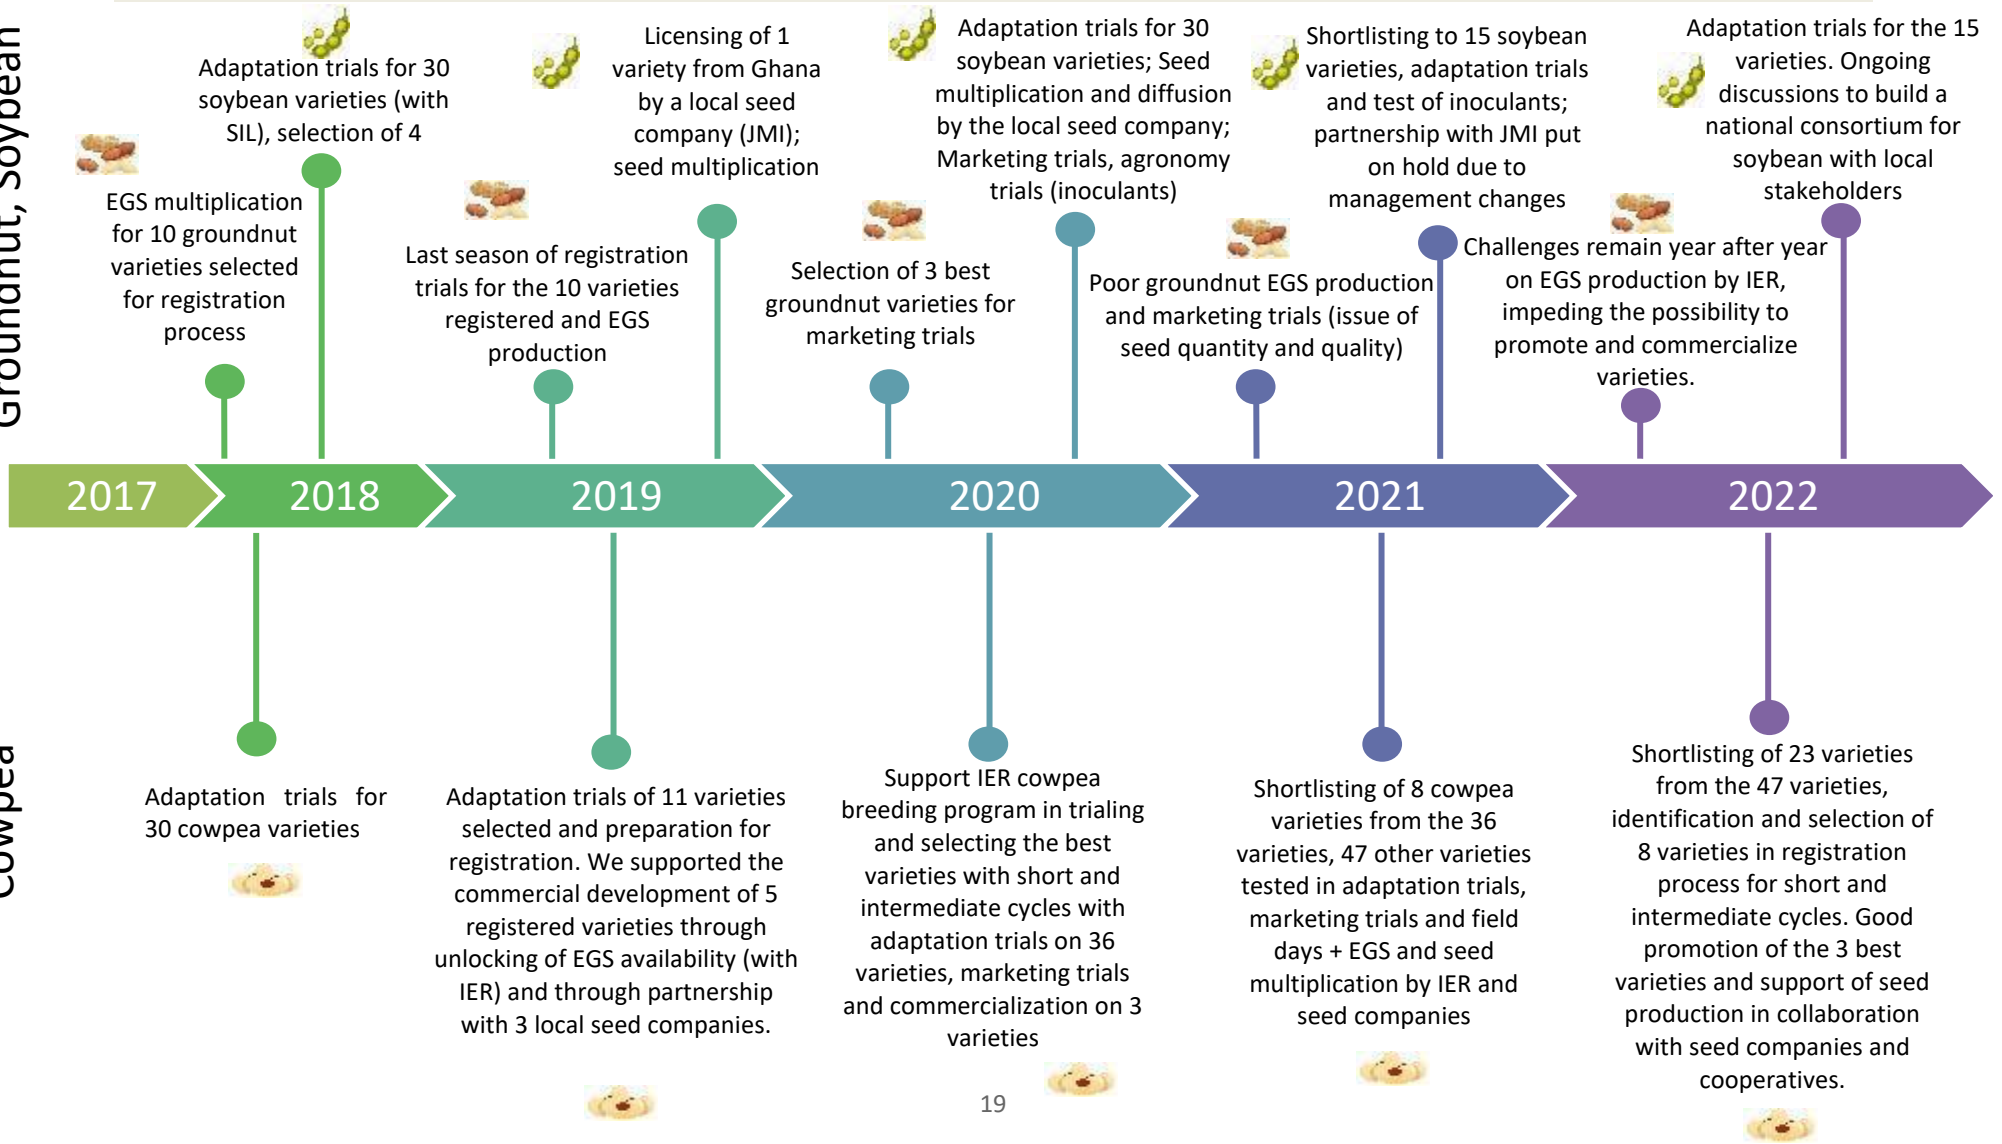 Groundnut, Soybean
Adaptation trials for 30
soybean varieties (with
SIL), selection of 4
EGS multiplication
for 10 groundnut
varieties selected
for registration
process
Licensing of 1
variety from Ghana
by a local seed
company (JMI);
seed multiplication
Last season of registration
trials for the 10 varieties
registered and EGS
production
Adaptation trials for 30
soybean varieties; Seed
multiplication and diffusion
by the local seed company;
Marketing trials, agronomy
trials (inoculants)
Selection of 3 best
groundnut varieties for
marketing trials
Shortlisting to 15 soybean
varieties, adaptation trials
and test of inoculants;
partnership with JMI put
on hold due to
management changes
Poor groundnut EGS production
and marketing trials (issue of
seed quantity and quality)
Adaptation trials for the 15
varieties. Ongoing
discussions to build a
national consortium for
soybean with local
stakeholders
Challenges remain year after year
on EGS production by IER,
impeding the possibility to
promote and commercialize
varieties.
2017
2018
2019
2020
2021
2022
Cowpea
Adaptation trials for
30 cowpea varieties
Adaptation trials of 11 varieties
selected and preparation for
registration. We supported the
commercial development of 5
registered varieties through
unlocking of EGS availability (with
IER) and through partnership
with 3 local seed companies.
Support IER cowpea
breeding program in trialing
and selecting the best
varieties with short and
intermediate cycles with
adaptation trials on 36
varieties, marketing trials
and commercialization on 3
varieties
Shortlisting of 8 cowpea
varieties from the 36
varieties, 47 other varieties
tested in adaptation trials,
marketing trials and field
days + EGS and seed
multiplication by IER and
seed companies
Shortlisting of 23 varieties
from the 47 varieties,
identification and selection of
8 varieties in registration
process for short and
intermediate cycles. Good
promotion of the 3 best
varieties and support of seed
production in collaboration
with seed companies and
cooperatives.
19